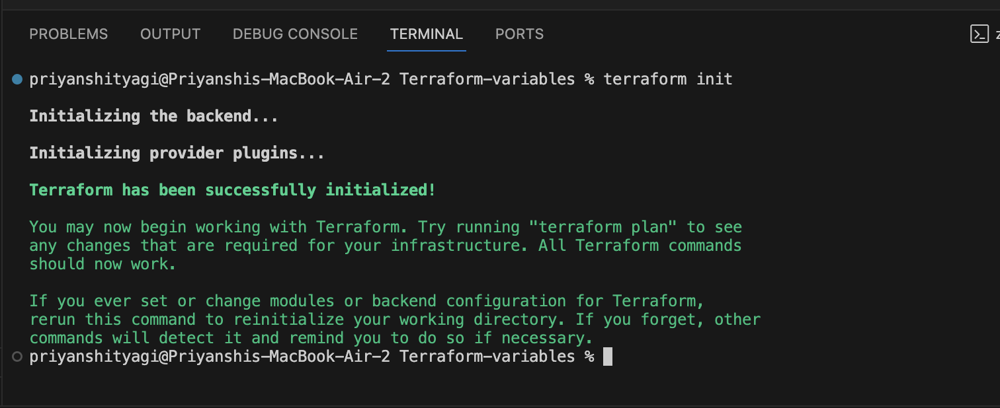 PROBLEMS OUTPUT DEBUG CONSOLE TERMINAL PORTS
priyanshityagi@Priyanshis-MacBook-Air-2 Terraform-variables % terraform init
Initializing the backend...
Initializing provider plugins...
Terraform has been successfully initialized!
You may now begin working with Terraform. Try running "terraform plan" to see
any changes that are required for your infrastructure. All Terraform commands
should now work.
If you ever set or change modules or backend configuration for Terraform,
rerun this command to reinitialize your working directory. If you forget, other
commands will detect it and remind you to do so if necessary.
priyanshityagi@Priyanshis-MacBook-Air-2 Terraform-variables %